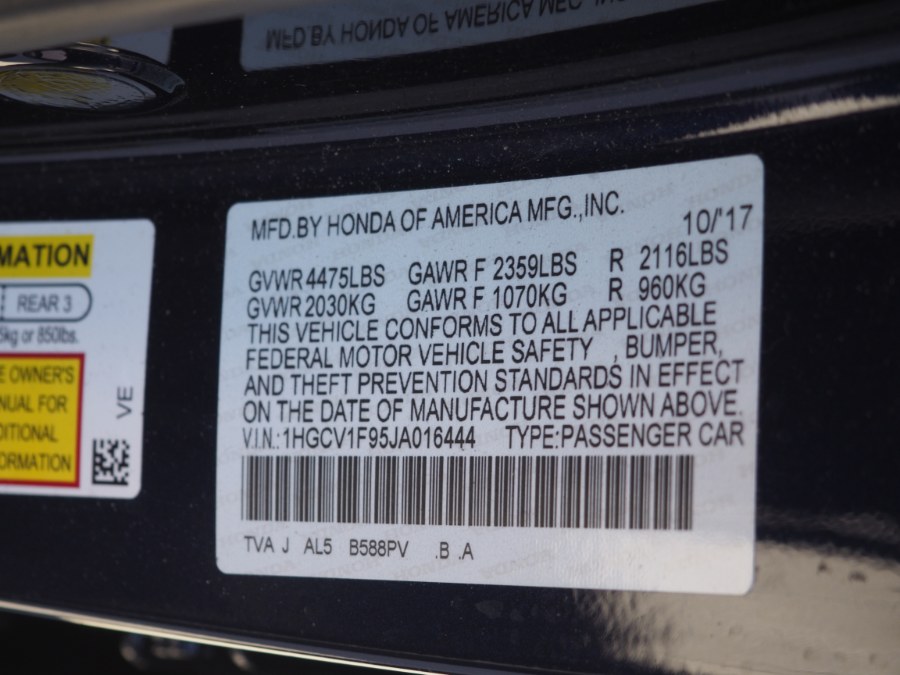 MFD.BY HONDA OF AMERICA MFG., INC.
MATION
REAR 3
5kg or 850lbs.
E OWNER'S
NUAL FOR
DITIONAL
ORMATION
VE
MFD.BY HONDA OF AMERICA MFG.,INC.
10/'17
GVWR 4475LBS GAWR F 2359LBS R 2116LBS
GVWR 2030KG GAWR F 1070KG R 960KG
THIS VEHICLE CONFORMS TO ALL APPLICABLE
FEDERAL MOTOR VEHICLE SAFETY , BUMPER,
AND THEFT PREVENTION STANDARDS IN EFFECT
ON THE DATE OF MANUFACTURE SHOWN ABOVE.
V.I.N.:1HGCV1F95JA016444 TYPE:PASSENGER CAR
TVA J AL5 B588PV .B .A